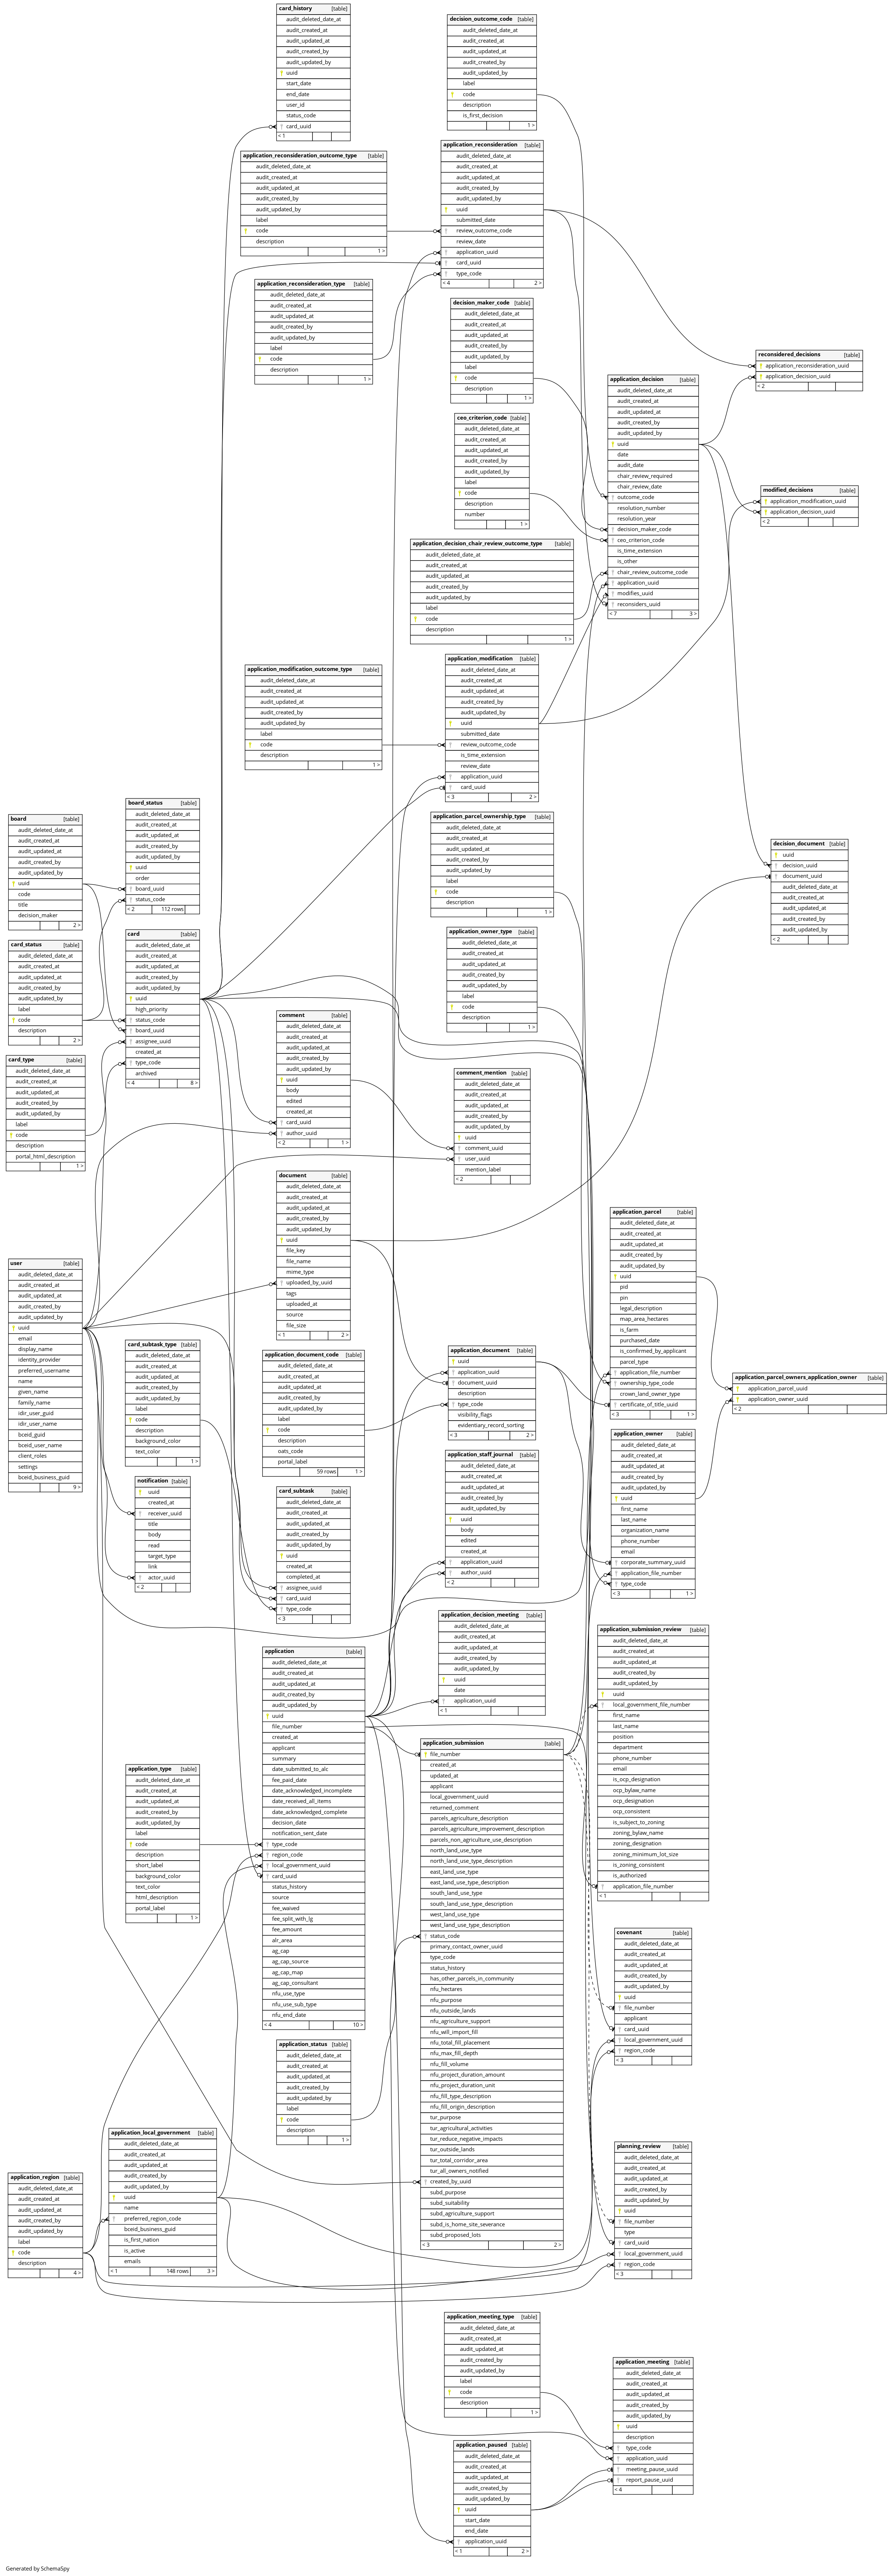 card_history [table]
audit_deleted_date_at
audit_created_at
audit_updated_at
audit_created_by
audit_updated_by
uuid
start_date
end_date
user_id
status_code
card_uuid
< 1
decision_outcome_code [table]
audit_deleted_date_at
audit_created_at
audit_updated_at
audit_created_by
audit_updated_by
label
code
description
is_first_decision
1 >
application_reconsideration [table]
audit_deleted_date_at
audit_created_at
audit_updated_at
audit_created_by
audit_updated_by
uuid
submitted_date
review_outcome_code
review_date
application_uuid
card_uuid
type_code
< 4 2 >
application_reconsideration_outcome_type [table]
audit_deleted_date_at
audit_created_at
audit_updated_at
audit_created_by
audit_updated_by
label
code
description
1 >
application_reconsideration_type [table]
audit_deleted_date_at
audit_created_at
audit_updated_at
audit_created_by
audit_updated_by
label
code
description
1 >
decision_maker_code [table]
audit_deleted_date_at
audit_created_at
audit_updated_at
audit_created_by
audit_updated_by
label
code
description
1 >
reconsidered_decisions [table]
application_reconsideration_uuid
application_decision_uuid
< 2
application_decision [table]
audit_deleted_date_at
audit_created_at
audit_updated_at
audit_created_by
audit_updated_by
uuid
date
audit_date
chair_review_required
chair_review_date
outcome_code
resolution_number
resolution_year
decision_maker_code
ceo_criterion_code
is_time_extension
is_other
chair_review_outcome_code
application_uuid
modifies_uuid
reconsiders_uuid
< 7 3 >
ceo_criterion_code [table]
audit_deleted_date_at
audit_created_at
audit_updated_at
audit_created_by
audit_updated_by
label
code
description
number
1 >
modified_decisions [table]
application_modification_uuid
application_decision_uuid
< 2
application_decision_chair_review_outcome_type [table]
audit_deleted_date_at
audit_created_at
audit_updated_at
audit_created_by
audit_updated_by
label
code
description
1 >
application_modification [table]
audit_deleted_date_at
audit_created_at
audit_updated_at
audit_created_by
audit_updated_by
uuid
submitted_date
review_outcome_code
is_time_extension
review_date
application_uuid
card_uuid
< 3 2 >
application_modification_outcome_type [table]
audit_deleted_date_at
audit_created_at
audit_updated_at
audit_created_by
audit_updated_by
label
code
description
1 >
board_status [table]
audit_deleted_date_at
audit_created_at
audit_updated_at
audit_created_by
audit_updated_by
uuid
order
board_uuid
status_code
< 2 112 rows
board [table]
audit_deleted_date_at
audit_created_at
audit_updated_at
audit_created_by
audit_updated_by
uuid
code
title
decision_maker
2 >
application_parcel_ownership_type [table]
audit_deleted_date_at
audit_created_at
audit_updated_at
audit_created_by
audit_updated_by
label
code
description
1 >
decision_document [table]
uuid
decision_uuid
document_uuid
audit_deleted_date_at
audit_created_at
audit_updated_at
audit_created_by
audit_updated_by
< 2
card_status [table]
audit_deleted_date_at
audit_created_at
audit_updated_at
audit_created_by
audit_updated_by
label
code
description
2 >
card [table]
audit_deleted_date_at
audit_created_at
audit_updated_at
audit_created_by
audit_updated_by
uuid
high_priority
status_code
board_uuid
assignee_uuid
created_at
type_code
archived
< 4 8 >
application_owner_type [table]
audit_deleted_date_at
audit_created_at
audit_updated_at
audit_created_by
audit_updated_by
label
code
description
1 >
comment [table]
audit_deleted_date_at
audit_created_at
audit_updated_at
audit_created_by
audit_updated_by
uuid
body
edited
created_at
card_uuid
author_uuid
< 2 1 >
card_type [table]
audit_deleted_date_at
audit_created_at
audit_updated_at
audit_created_by
audit_updated_by
label
code
description
portal_html_description
1 >
comment_mention [table]
audit_deleted_date_at
audit_created_at
audit_updated_at
audit_created_by
audit_updated_by
uuid
comment_uuid
user_uuid
mention_label
< 2
document [table]
audit_deleted_date_at
audit_created_at
audit_updated_at
audit_created_by
audit_updated_by
uuid
file_key
file_name
mime_type
uploaded_by_uuid
tags
uploaded_at
source
file_size
< 1 2 >
application_parcel [table]
audit_deleted_date_at
audit_created_at
audit_updated_at
audit_created_by
audit_updated_by
uuid
pid
pin
legal_description
map_area_hectares
is_farm
purchased_date
is_confirmed_by_applicant
parcel_type
application_file_number
ownership_type_code
crown_land_owner_type
certificate_of_title_uuid
< 3 1 >
user [table]
audit_deleted_date_at
audit_created_at
audit_updated_at
audit_created_by
audit_updated_by
uuid
email
display_name
identity_provider
preferred_username
name
given_name
family_name
idir_user_guid
idir_user_name
bceid_guid
bceid_user_name
client_roles
settings
bceid_business_guid
9 >
card_subtask_type [table]
audit_deleted_date_at
audit_created_at
audit_updated_at
audit_created_by
audit_updated_by
label
code
description
background_color
text_color
1 >
application_document_code [table]
audit_deleted_date_at
audit_created_at
audit_updated_at
audit_created_by
audit_updated_by
label
code
description
oats_code
portal_label
59 rows 1 >
application_document [table]
uuid
application_uuid
document_uuid
description
type_code
visibility_flags
evidentiary_record_sorting
< 3 2 >
application_parcel_owners_application_owner [table]
application_parcel_uuid
application_owner_uuid
< 2
application_owner [table]
audit_deleted_date_at
audit_created_at
audit_updated_at
audit_created_by
audit_updated_by
uuid
first_name
last_name
organization_name
phone_number
email
corporate_summary_uuid
application_file_number
type_code
< 3 1 >
application_staff_journal [table]
audit_deleted_date_at
audit_created_at
audit_updated_at
audit_created_by
audit_updated_by
uuid
body
edited
created_at
application_uuid
author_uuid
< 2
notification [table]
uuid
created_at
receiver_uuid
title
body
read
target_type
link
actor_uuid
< 2
card_subtask [table]
audit_deleted_date_at
audit_created_at
audit_updated_at
audit_created_by
audit_updated_by
uuid
created_at
completed_at
assignee_uuid
card_uuid
type_code
< 3
application_decision_meeting [table]
audit_deleted_date_at
audit_created_at
audit_updated_at
audit_created_by
audit_updated_by
uuid
date
application_uuid
< 1
application_submission_review [table]
audit_deleted_date_at
audit_created_at
audit_updated_at
audit_created_by
audit_updated_by
uuid
local_government_file_number
first_name
last_name
position
department
phone_number
email
is_ocp_designation
ocp_bylaw_name
ocp_designation
ocp_consistent
is_subject_to_zoning
zoning_bylaw_name
zoning_designation
zoning_minimum_lot_size
is_zoning_consistent
is_authorized
application_file_number
< 1
application [table]
audit_deleted_date_at
audit_created_at
audit_updated_at
audit_created_by
audit_updated_by
uuid
file_number
created_at
applicant
summary
date_submitted_to_alc
fee_paid_date
date_acknowledged_incomplete
date_received_all_items
date_acknowledged_complete
decision_date
notification_sent_date
type_code
region_code
local_government_uuid
card_uuid
status_history
source
fee_waived
fee_split_with_lg
fee_amount
alr_area
ag_cap
ag_cap_source
ag_cap_map
ag_cap_consultant
nfu_use_type
nfu_use_sub_type
nfu_end_date
< 4 10 >
application_submission [table]
file_number
created_at
updated_at
applicant
local_government_uuid
returned_comment
parcels_agriculture_description
parcels_agriculture_improvement_description
parcels_non_agriculture_use_description
north_land_use_type
north_land_use_type_description
east_land_use_type
east_land_use_type_description
south_land_use_type
south_land_use_type_description
west_land_use_type
west_land_use_type_description
status_code
primary_contact_owner_uuid
type_code
status_history
has_other_parcels_in_community
nfu_hectares
nfu_purpose
nfu_outside_lands
nfu_agriculture_support
nfu_will_import_fill
nfu_total_fill_placement
nfu_max_fill_depth
nfu_fill_volume
nfu_project_duration_amount
nfu_project_duration_unit
nfu_fill_type_description
nfu_fill_origin_description
tur_purpose
tur_agricultural_activities
tur_reduce_negative_impacts
tur_outside_lands
tur_total_corridor_area
tur_all_owners_notified
created_by_uuid
subd_purpose
subd_suitability
subd_agriculture_support
subd_is_home_site_severance
subd_proposed_lots
< 3 2 >
application_type [table]
audit_deleted_date_at
audit_created_at
audit_updated_at
audit_created_by
audit_updated_by
label
code
description
short_label
background_color
text_color
html_description
portal_label
1 >
covenant [table]
audit_deleted_date_at
audit_created_at
audit_updated_at
audit_created_by
audit_updated_by
uuid
file_number
applicant
card_uuid
local_government_uuid
region_code
< 3
application_status [table]
audit_deleted_date_at
audit_created_at
audit_updated_at
audit_created_by
audit_updated_by
label
code
description
1 >
application_local_government [table]
audit_deleted_date_at
audit_created_at
audit_updated_at
audit_created_by
audit_updated_by
uuid
name
preferred_region_code
bceid_business_guid
is_first_nation
is_active
emails
< 1 148 rows 3 >
planning_review [table]
audit_deleted_date_at
audit_created_at
audit_updated_at
audit_created_by
audit_updated_by
uuid
file_number
type
card_uuid
local_government_uuid
region_code
< 3
application_region [table]
audit_deleted_date_at
audit_created_at
audit_updated_at
audit_created_by
audit_updated_by
label
code
description
4 >
application_meeting_type [table]
audit_deleted_date_at
audit_created_at
audit_updated_at
audit_created_by
audit_updated_by
label
code
description
1 >
application_meeting [table]
audit_deleted_date_at
audit_created_at
audit_updated_at
audit_created_by
audit_updated_by
uuid
description
type_code
application_uuid
meeting_pause_uuid
report_pause_uuid
< 4
application_paused [table]
audit_deleted_date_at
audit_created_at
audit_updated_at
audit_created_by
audit_updated_by
uuid
start_date
end_date
application_uuid
< 1 2 >
Generated by SchemaSpy